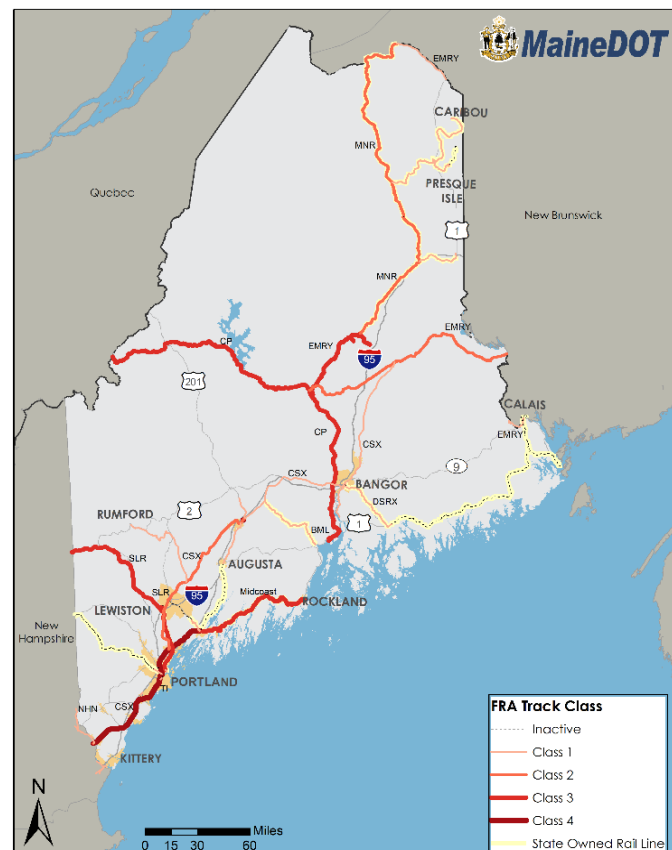 MaineDOT
EMRY
CARIBOU
MNR
PRESQUE
ISLE
Quebec
New Brunswick
1
MNR
EMRY
CP
EMRY
95
201
CALAIS
EMRY
CP
CSX
9
CSX
BANGOR
DSRX
2
RUMFORD
BML
1
CSX
SLR
AUGUSTA
SLR
95
Midcoast
ROCKLAND
LEWISTON
New
Hampshire
PORTLAND
TI
NHN
CSX
KITTERY
N
Miles
0 15 30 60
FRA Track Class
Inactive
Class 1
Class 2
Class 3
Class 4
State Owned Rail Line